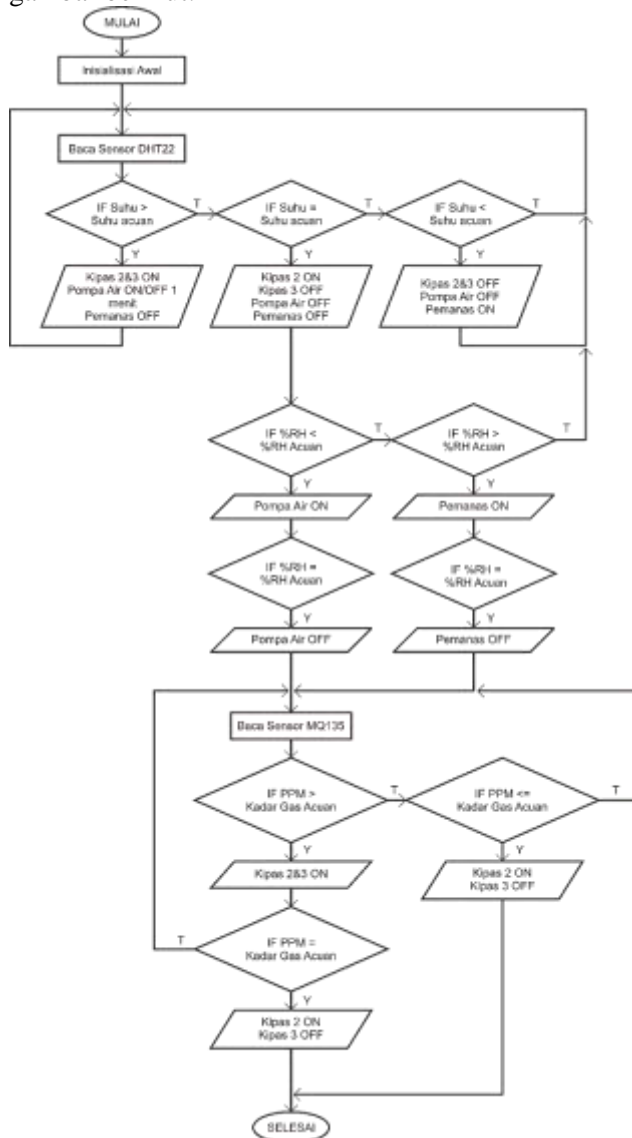 MULAI
Inisialisasi Awal
Baca Sensor DHT22
IF Suhu >
Suhu acuan
T
IF Suhu =
Suhu acuan
T
IF Suhu <
Suhu acuan
T
Y
Y
Y
Kipas 2&3 ON
Pompa Air ON/OFF 1
menit
Pemanas OFF
Kipas 2 ON
Kipas 3 OFF
Pompa Air OFF
Pemanas OFF
Kipas 2&3 OFF
Pompa Air OFF
Pemanas ON
IF %RH <
%RH Acuan
T
IF %RH >
%RH Acuan
T
Y
Y
Pompa Air ON
Pemanas ON
IF %RH =
%RH Acuan
IF %RH =
%RH Acuan
Y
Y
Pompa Air OFF
Pemanas OFF
Baca Sensor MQ135
IF PPM >
Kadar Gas Acuan
T
IF PPM <=
Kadar Gas Acuan
T
Y
Y
Kipas 2&3 ON
Kipas 2 ON
Kipas 3 OFF
T
IF PPM =
Kadar Gas Acuan
Y
Kipas 2 ON
Kipas 3 OFF
SELESAI